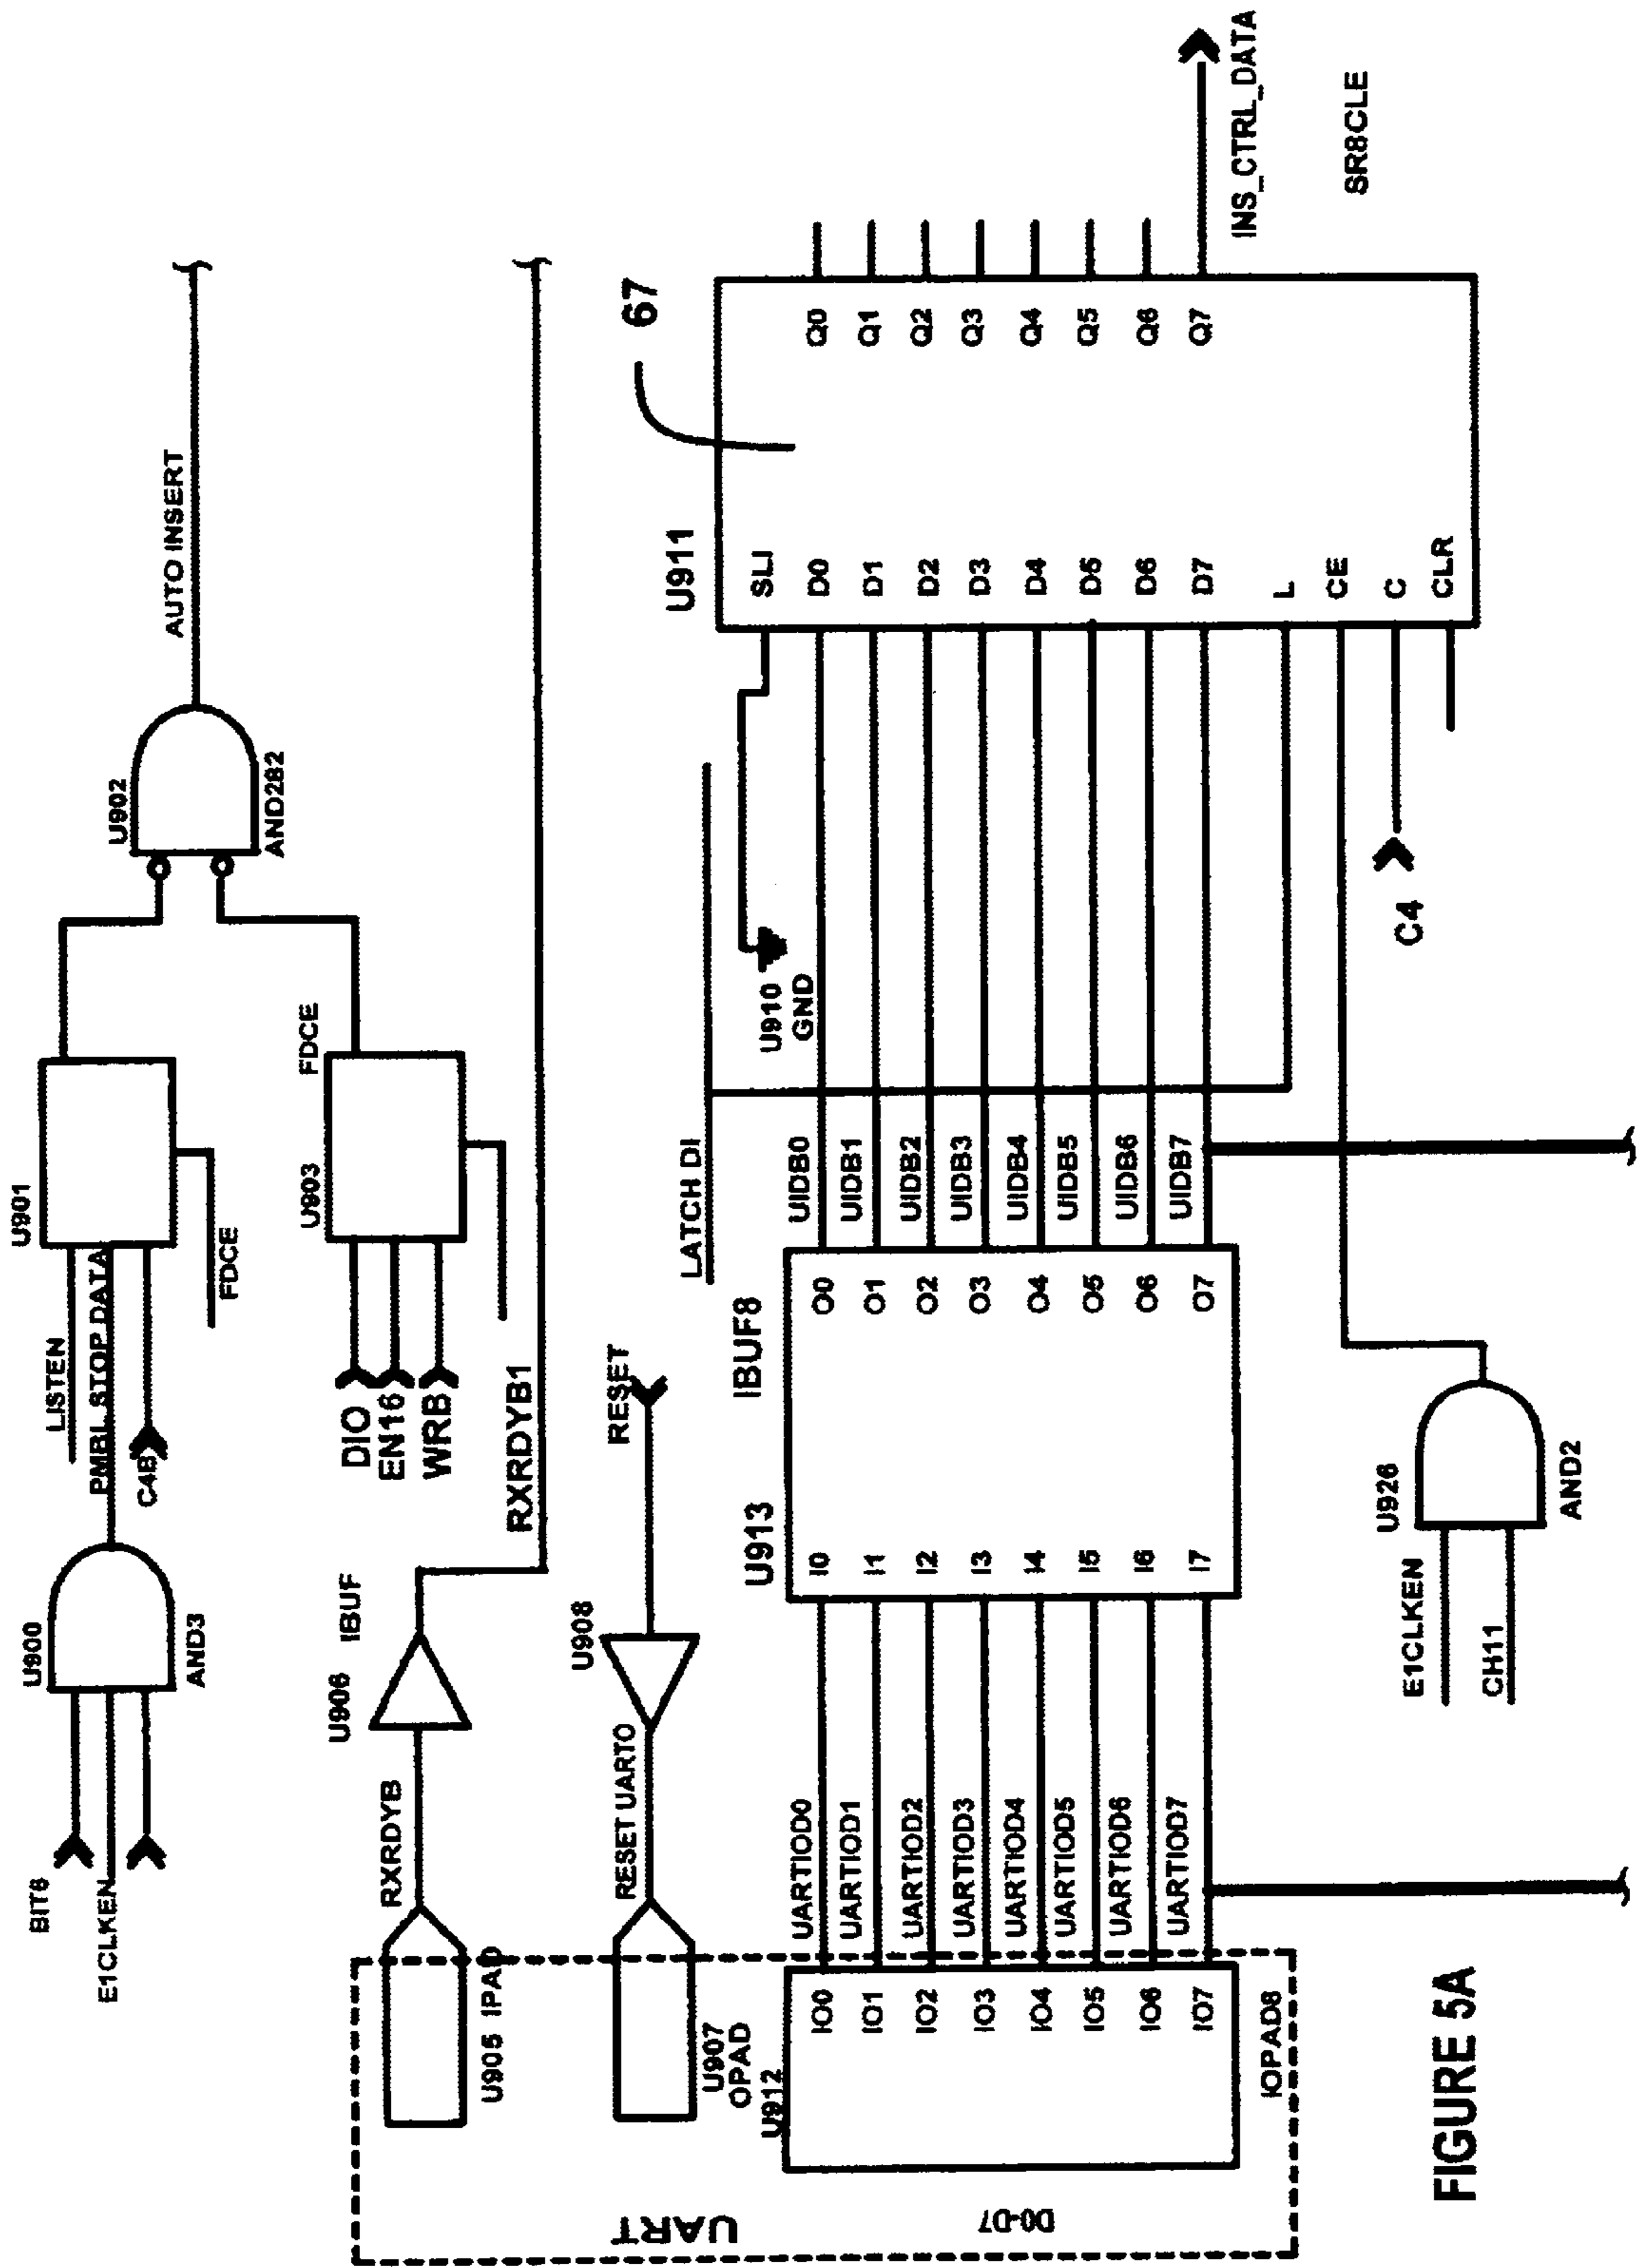 BIT6
E1CLKEN
U900
AND3
LISTEN
PMBL STOP DATA
C4B
U901
FDCE
U902
AND2B2
AUTO INSERT
DIO
EN16
WRB
U903
FDCE
UART
U905 IPAD
RXRDYB
U906
IBUF
RXRDYB1
U907
OPAD
RESET UARTO
U908
RESET
U912
IO0
IO1
IO2
IO3
IO4
IO5
IO6
IO7
IOPAD8
D0-D7
UARTIOD0
UARTIOD1
UARTIOD2
UARTIOD3
UARTIOD4
UARTIOD5
UARTIOD6
UARTIOD7
U913
IBUF8
I0
I1
I2
I3
I4
I5
I6
I7
O0
O1
O2
O3
O4
O5
O6
O7
LATCH DI
UIDB0
UIDB1
UIDB2
UIDB3
UIDB4
UIDB5
UIDB6
UIDB7
U910
GND
U911
67
SLI
D0
D1
D2
D3
D4
D5
D6
D7
L
CE
C
CLR
Q0
Q1
Q2
Q3
Q4
Q5
Q6
Q7
INS_CTRL_DATA
SR8CLE
C4
E1CLKEN
CH11
U926
AND2
FIGURE 5A